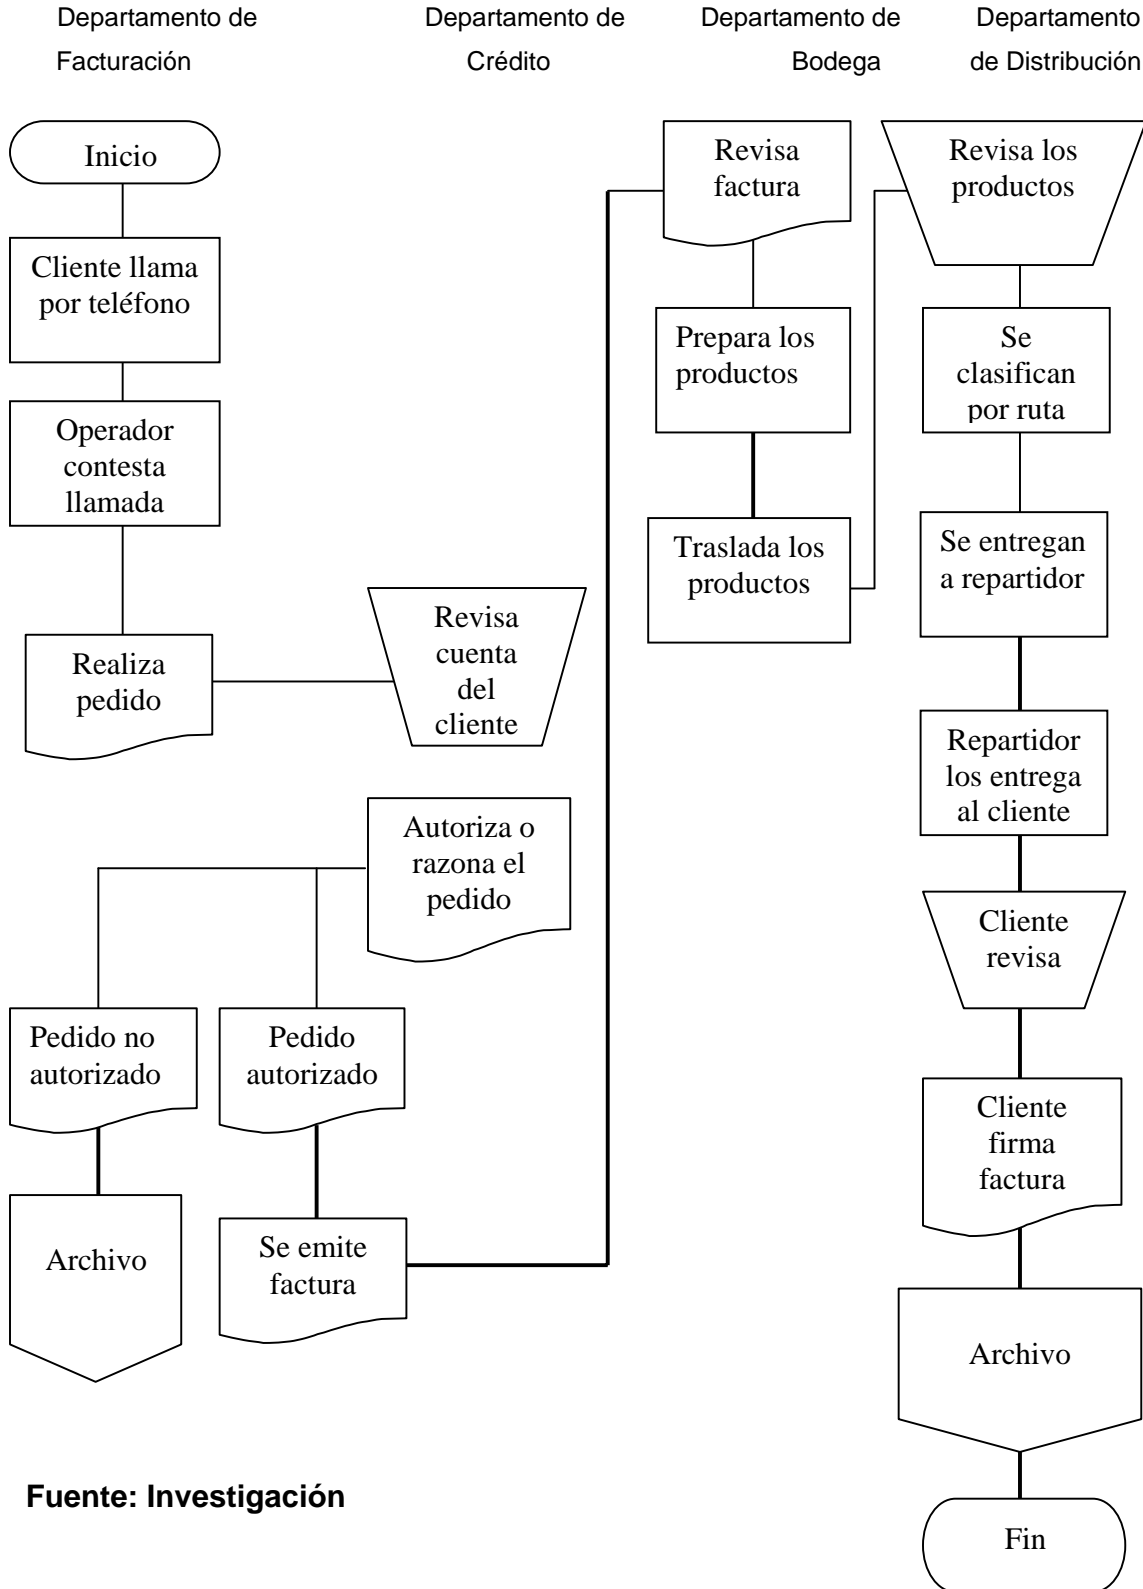 Departamento de
Facturación
Departamento de
Crédito
Departamento de
Bodega
Departamento
de Distribución
Inicio
Cliente llama
por teléfono
Operador
contesta
llamada
Realiza
pedido
Revisa
cuenta
del
cliente
Autoriza o
razona el
pedido
Pedido no
autorizado
Pedido
autorizado
Archivo
Se emite
factura
Revisa
factura
Prepara los
productos
Traslada los
productos
Revisa los
productos
Se
clasifican
por ruta
Se entregan
a repartidor
Repartidor
los entrega
al cliente
Cliente
revisa
Cliente
firma
factura
Archivo
Fin
Fuente: Investigación